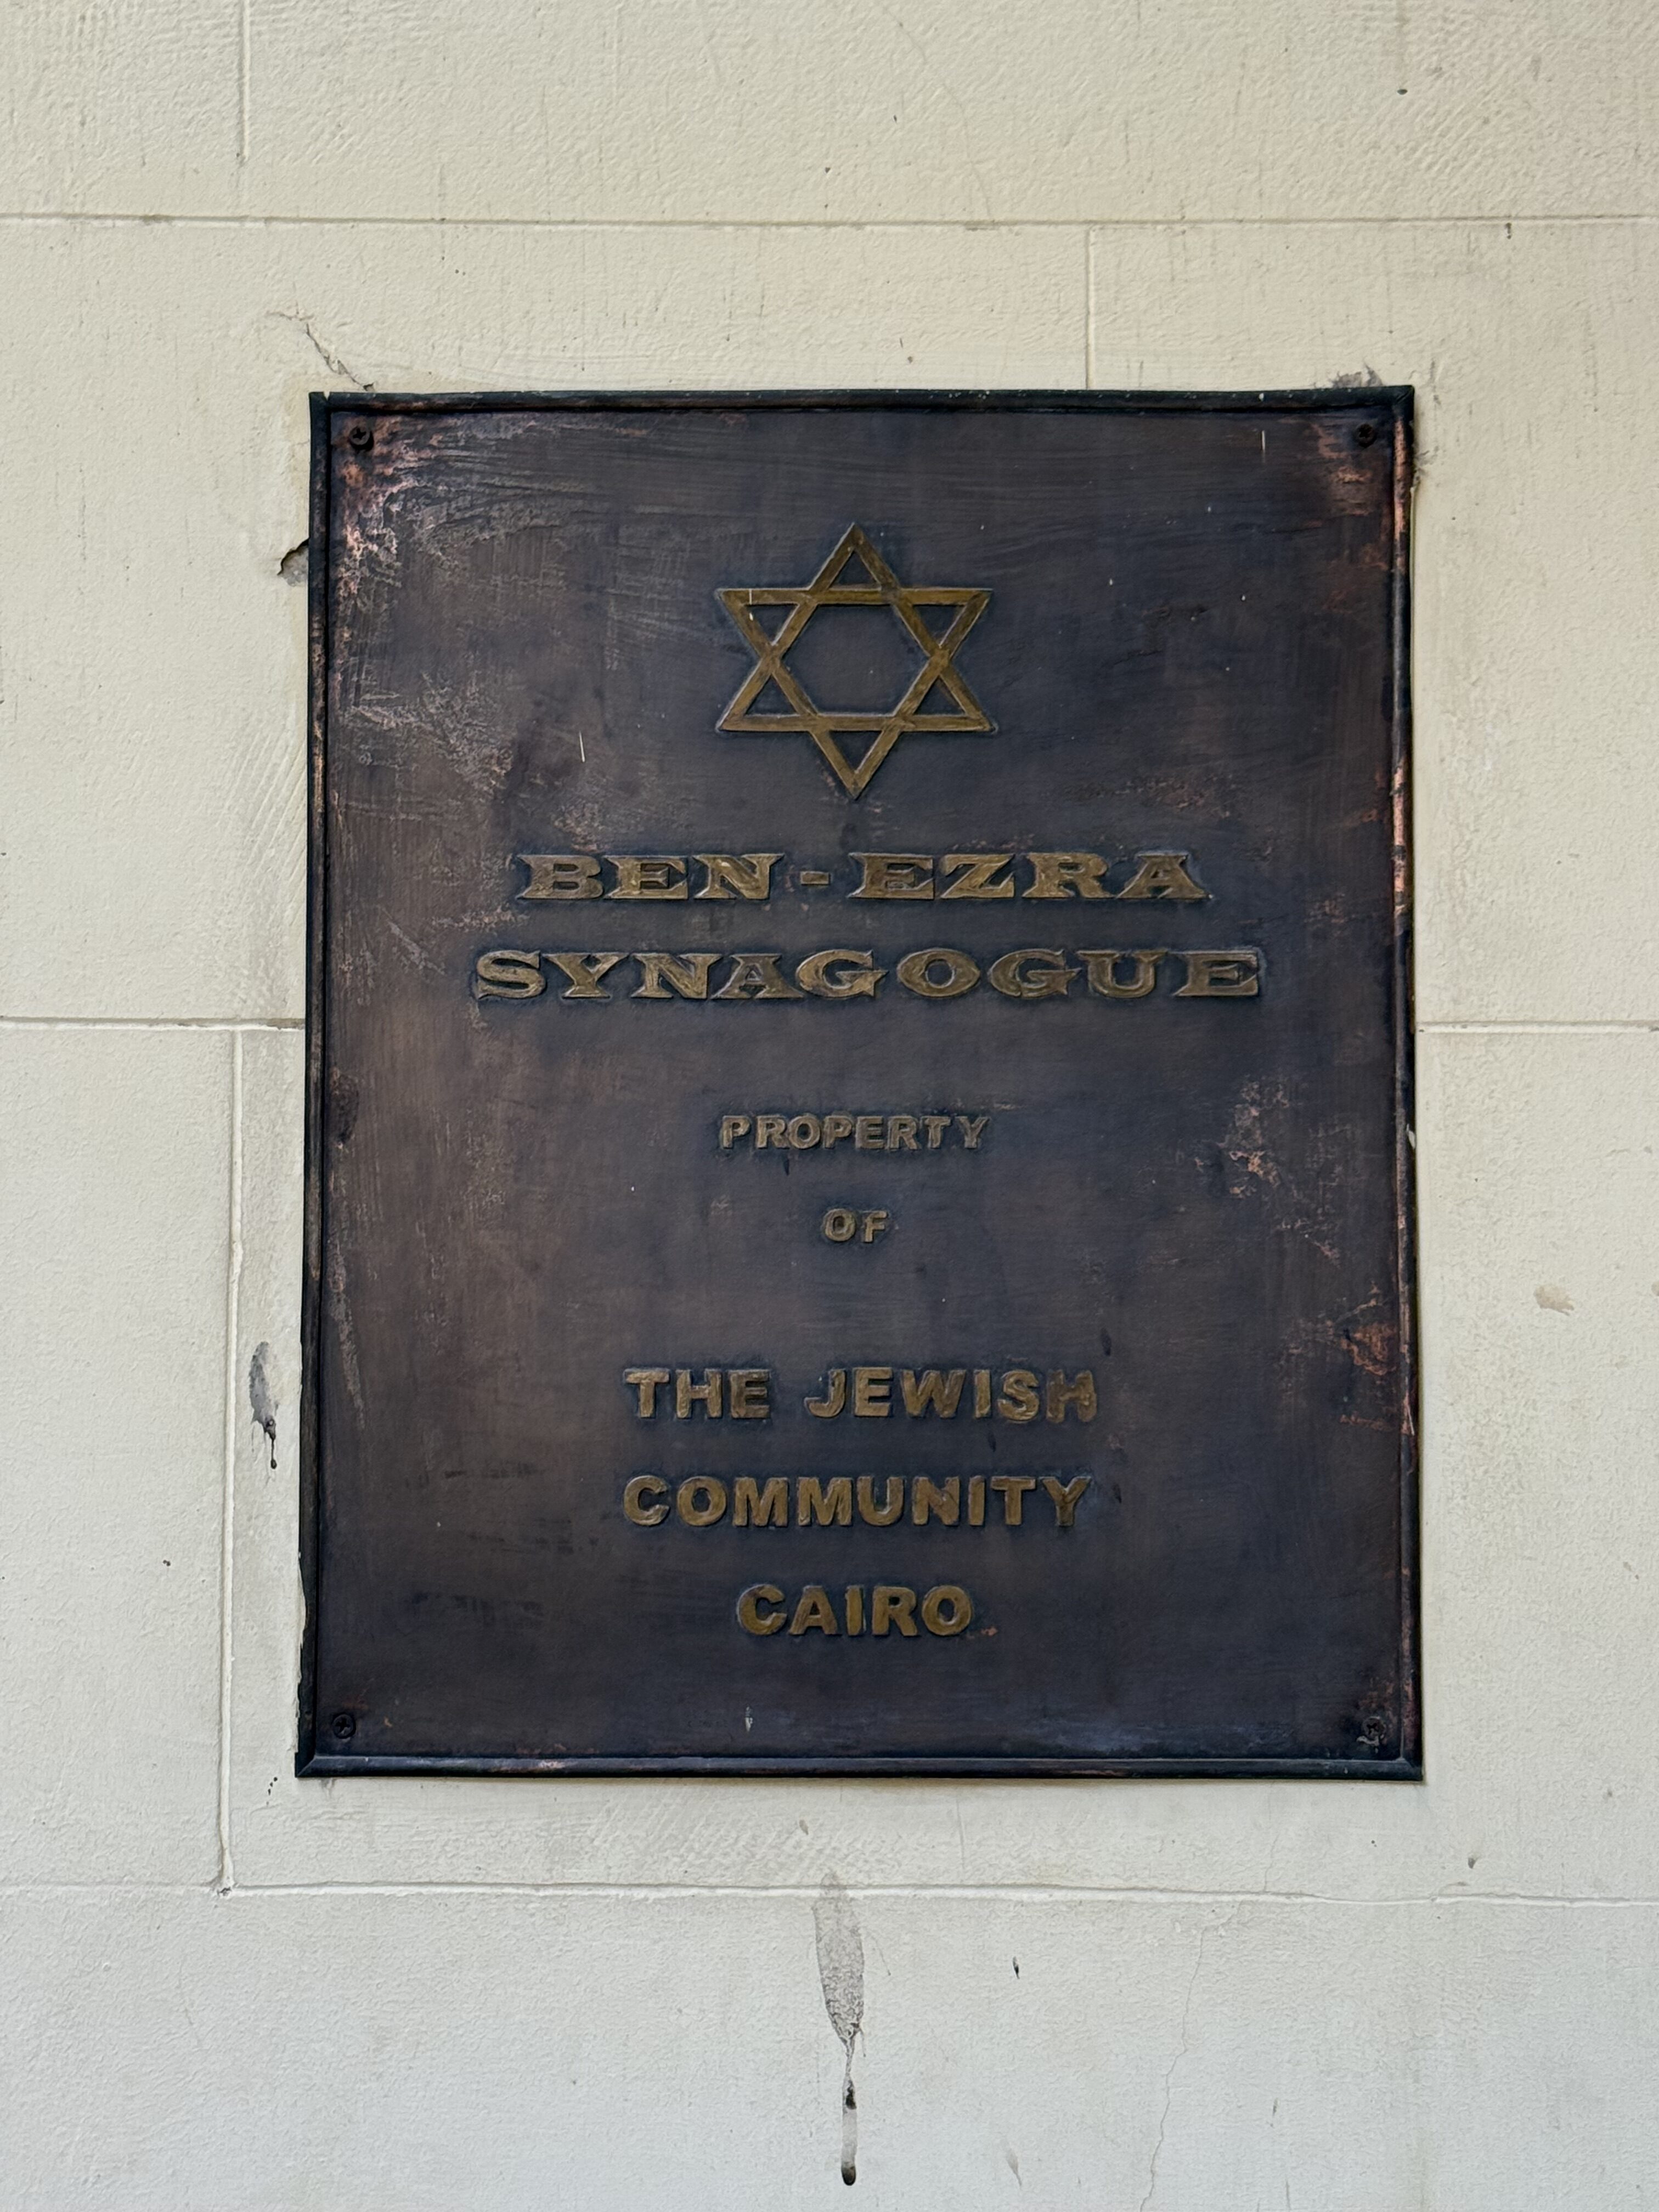 BEN - EZRA
SYNAGOGUE
PROPERTY
OF
THE JEWISH
COMMUNITY
CAIRO